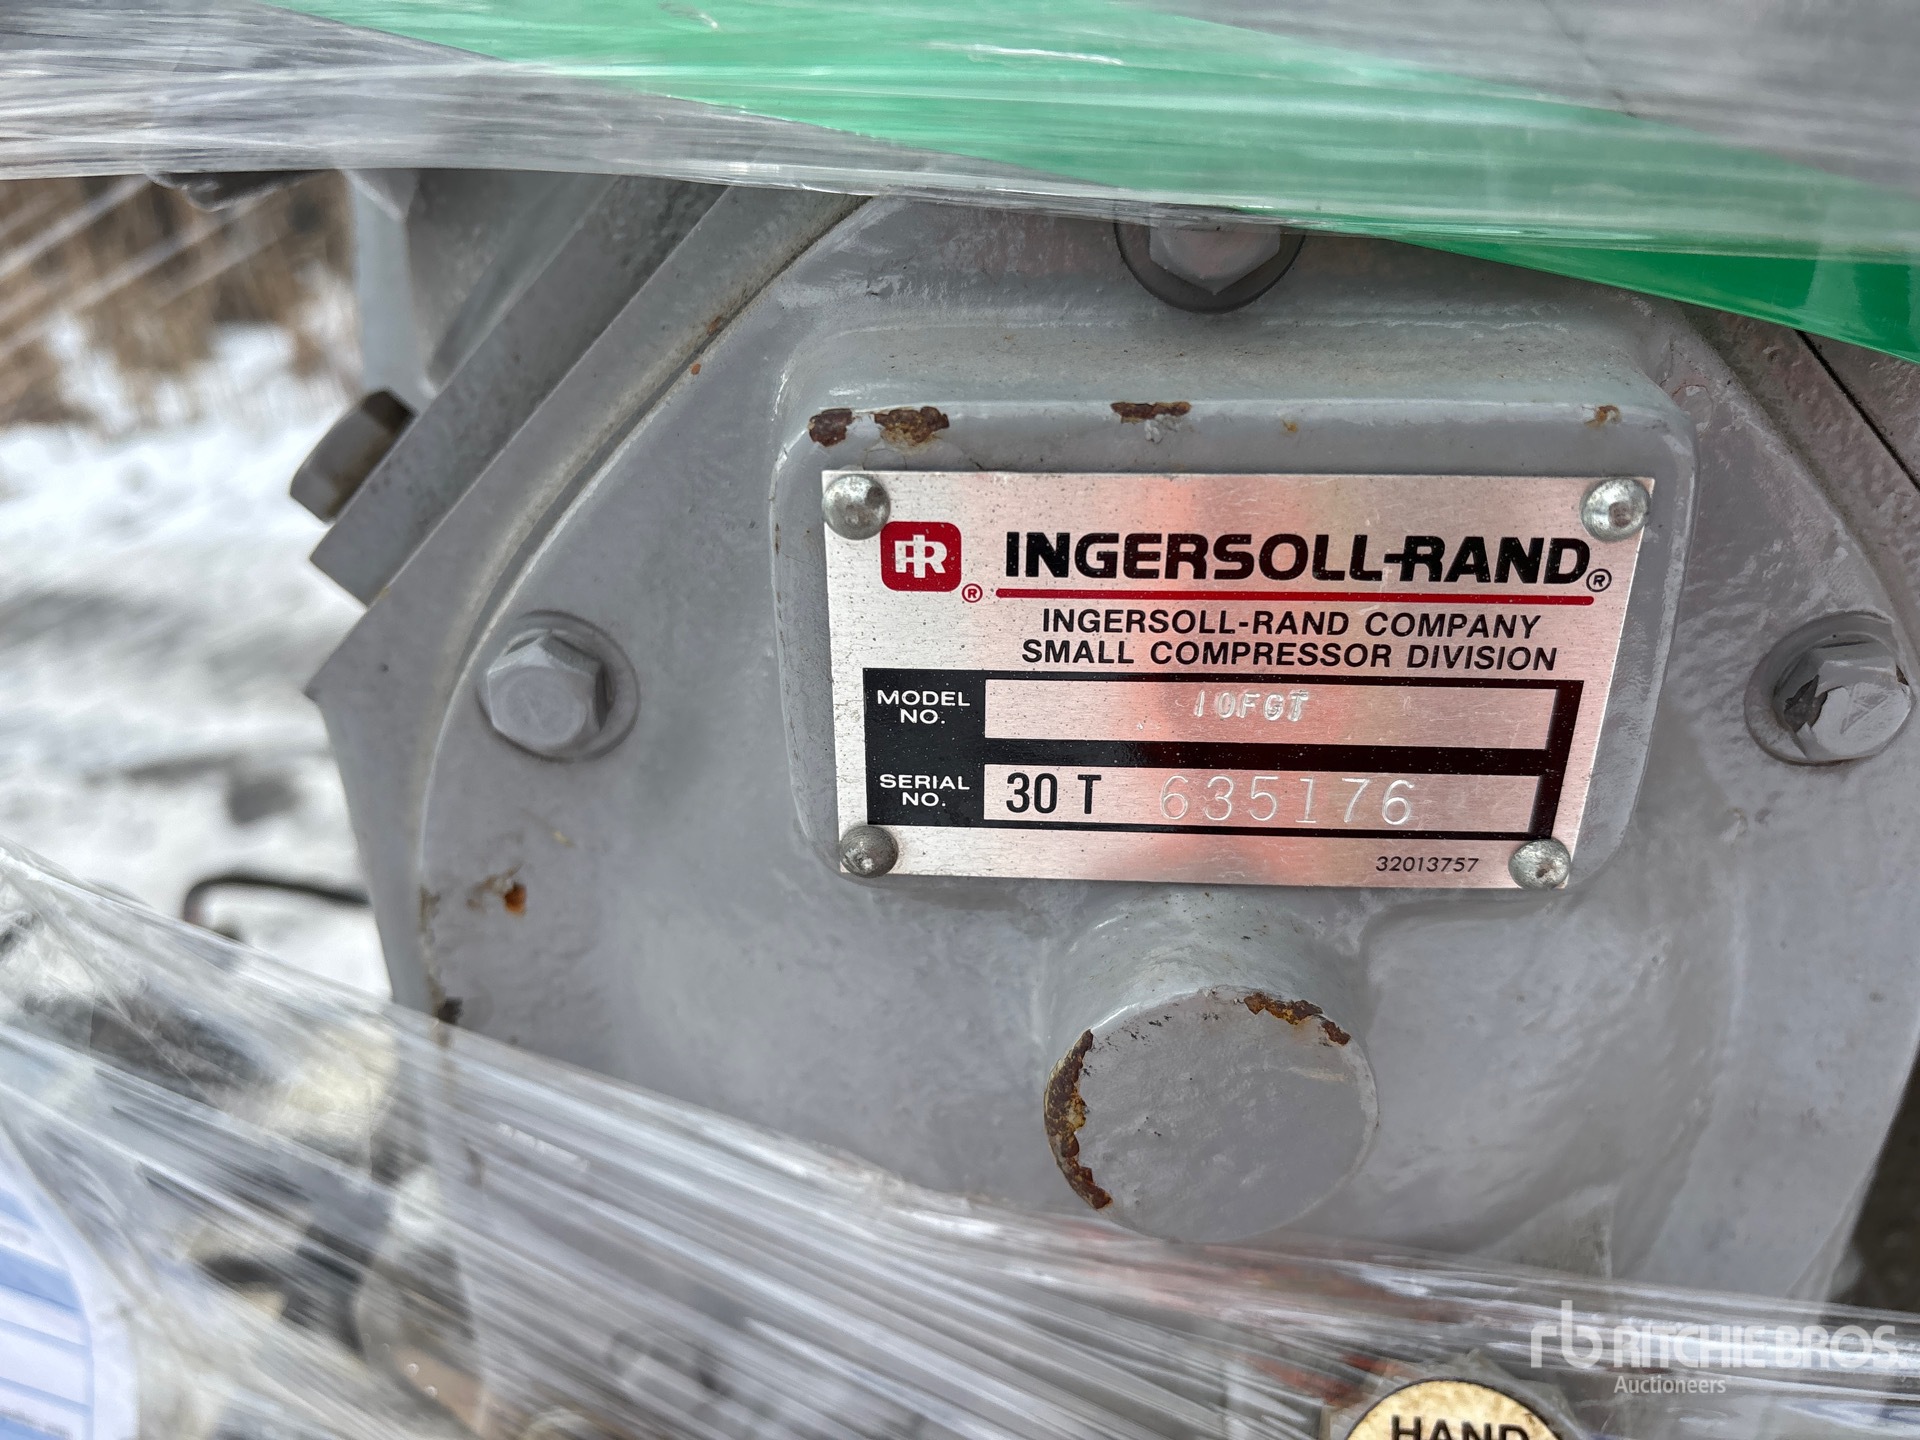 IR®
INGERSOLL-RAND®
INGERSOLL-RAND COMPANY
SMALL COMPRESSOR DIVISION
MODEL NO. 10FGT
SERIAL NO. 30 T 635176
32013757
rb RITCHIE BROS.
Auctioneers
HAND